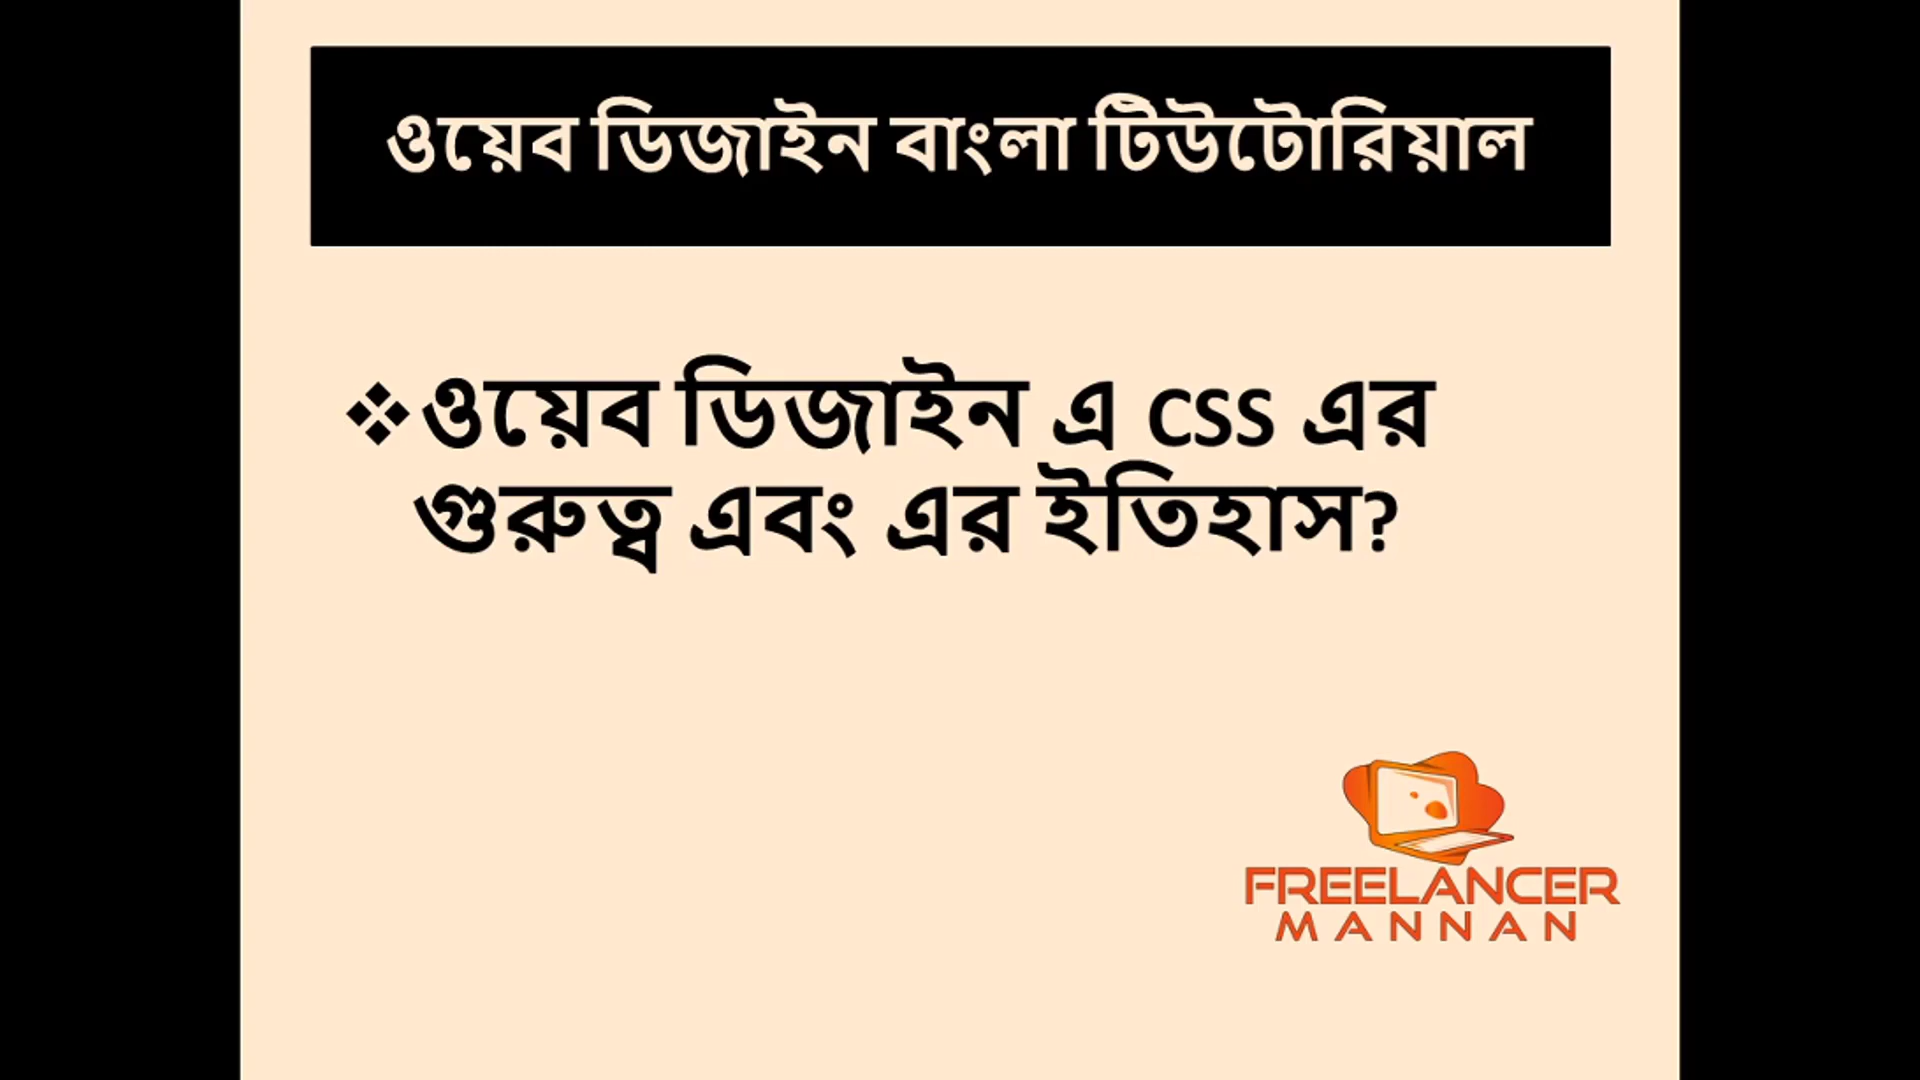 ওয়েব ডিজাইন বাংলা টিউটোরিয়াল
❖ওয়েব ডিজাইন এ CSS এর
গুরুত্ব এবং এর ইতিহাস?
FREELANCER
MANNAN